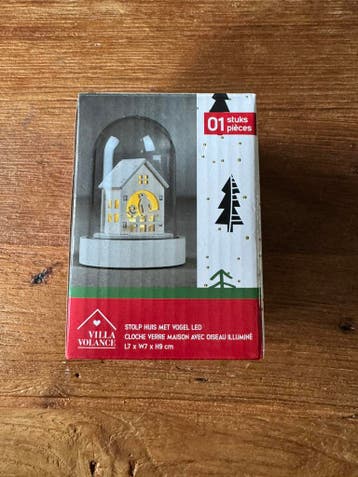 01 stuks
pièces
VILLA
VOLANCE
STOLP HUIS MET VOGEL LED
CLOCHE VERRE MAISON AVEC OISEAU ILLUMINÉ
L7 x W7 x H9 cm